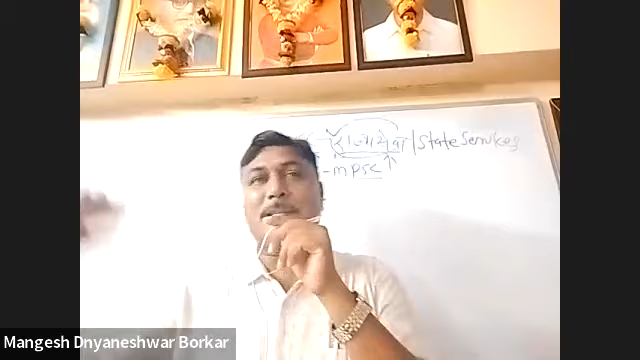 राज्यसेवा/State Services
-mpsc
Mangesh Dnyaneshwar Borkar